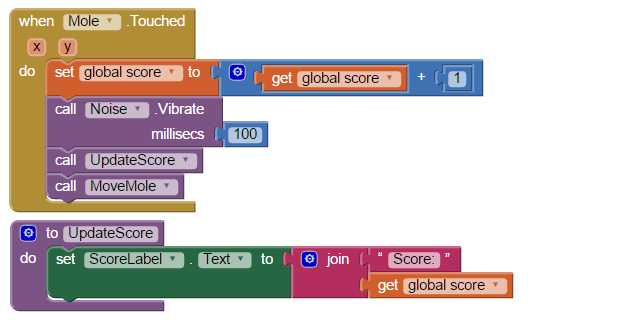 when Mole .Touched
x y
do set global score to get global score + 1
call Noise .Vibrate
millisecs 100
call UpdateScore
call MoveMole
to UpdateScore
do set ScoreLabel . Text to join “ Score: ”
get global score